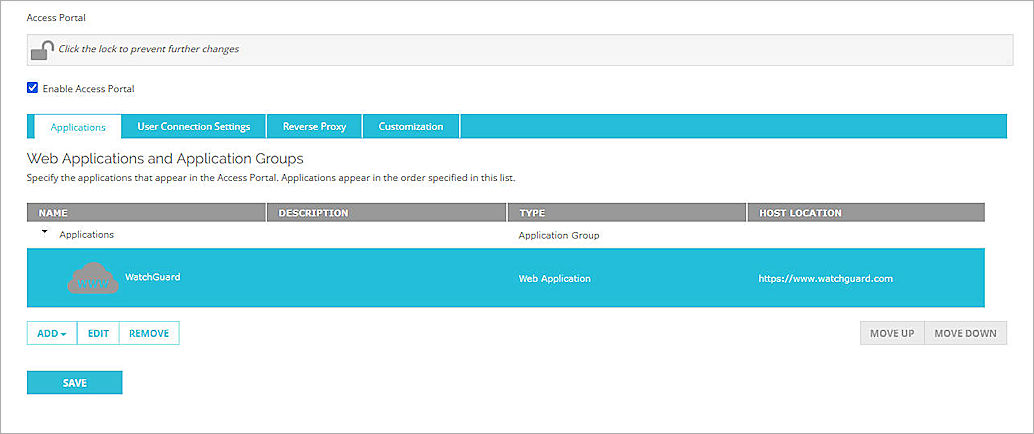 Access Portal
Click the lock to prevent further changes
Enable Access Portal
Applications User Connection Settings Reverse Proxy Customization
Web Applications and Application Groups
Specify the applications that appear in the Access Portal. Applications appear in the order specified in this list.
NAME DESCRIPTION TYPE HOST LOCATION
Applications Application Group
WWW WatchGuard Web Application https://www.watchguard.com
ADD EDIT REMOVE MOVE UP MOVE DOWN
SAVE